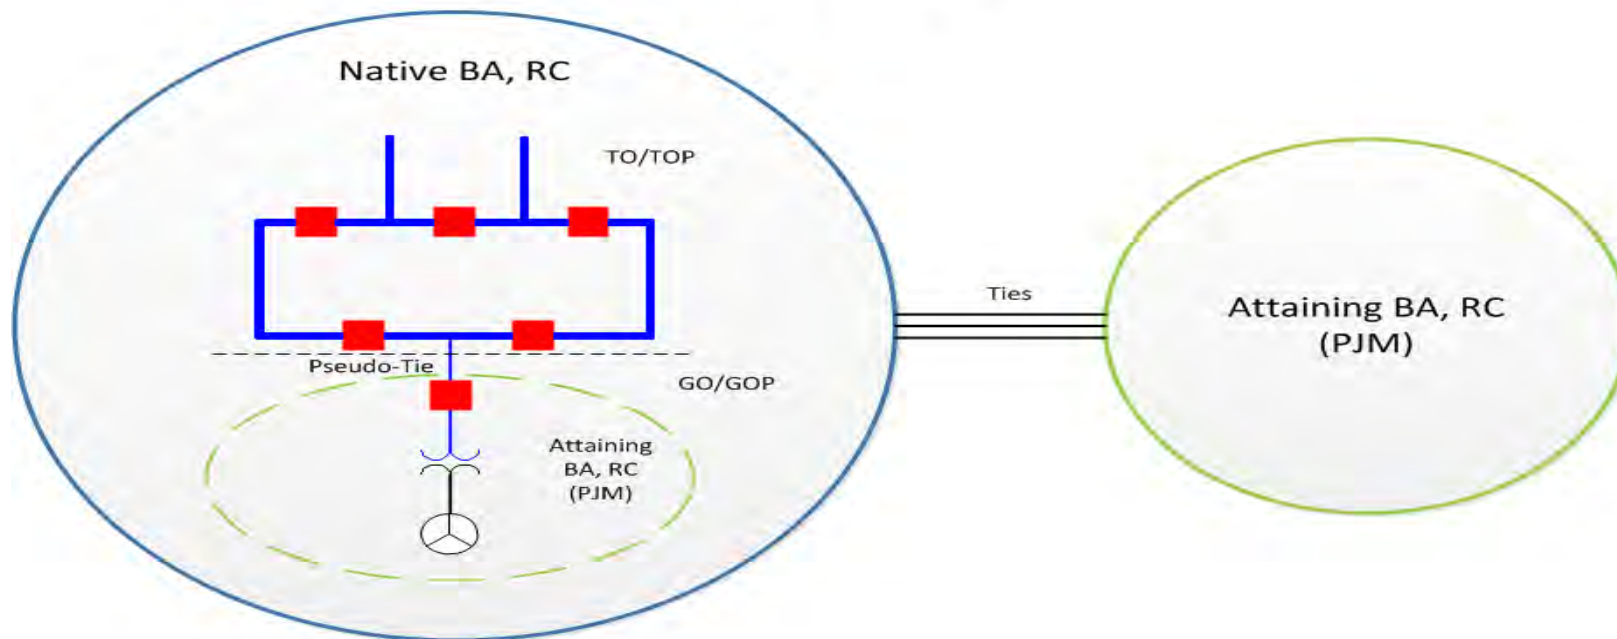 Native BA, RC
TO/TOP
Ties
Attaining BA, RC
(PJM)
Pseudo-Tie
GO/GOP
Attaining
BA, RC
(PJM)